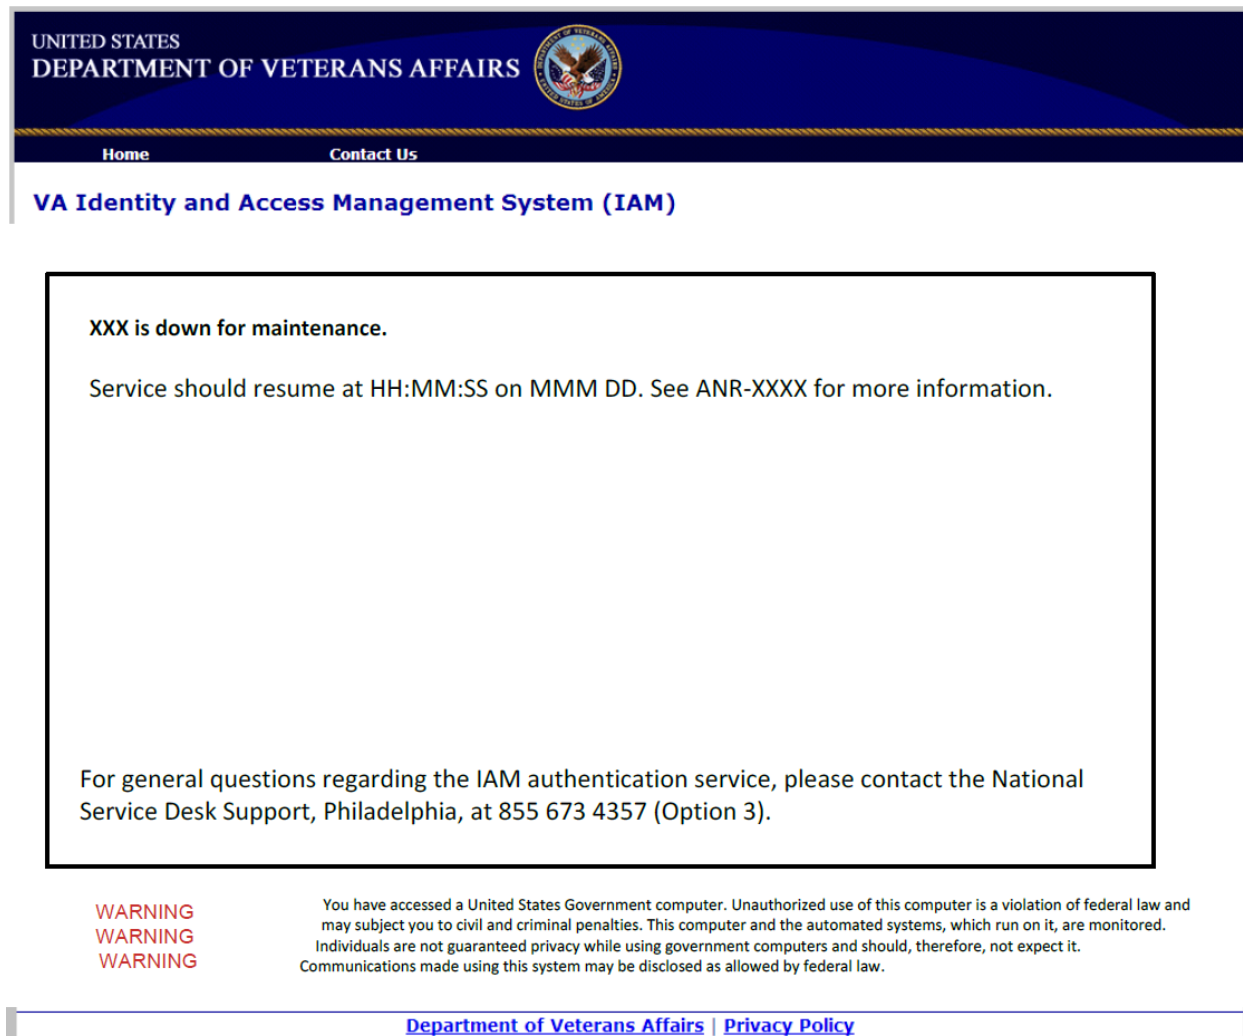 UNITED STATES
DEPARTMENT OF VETERANS AFFAIRS
Home Contact Us
VA Identity and Access Management System (IAM)
XXX is down for maintenance.
Service should resume at HH:MM:SS on MMM DD. See ANR-XXXX for more information.
For general questions regarding the IAM authentication service, please contact the National
Service Desk Support, Philadelphia, at 855 673 4357 (Option 3).
WARNING
WARNING
WARNING
You have accessed a United States Government computer. Unauthorized use of this computer is a violation of federal law and
may subject you to civil and criminal penalties. This computer and the automated systems, which run on it, are monitored.
Individuals are not guaranteed privacy while using government computers and should, therefore, not expect it.
Communications made using this system may be disclosed as allowed by federal law.
Department of Veterans Affairs | Privacy Policy